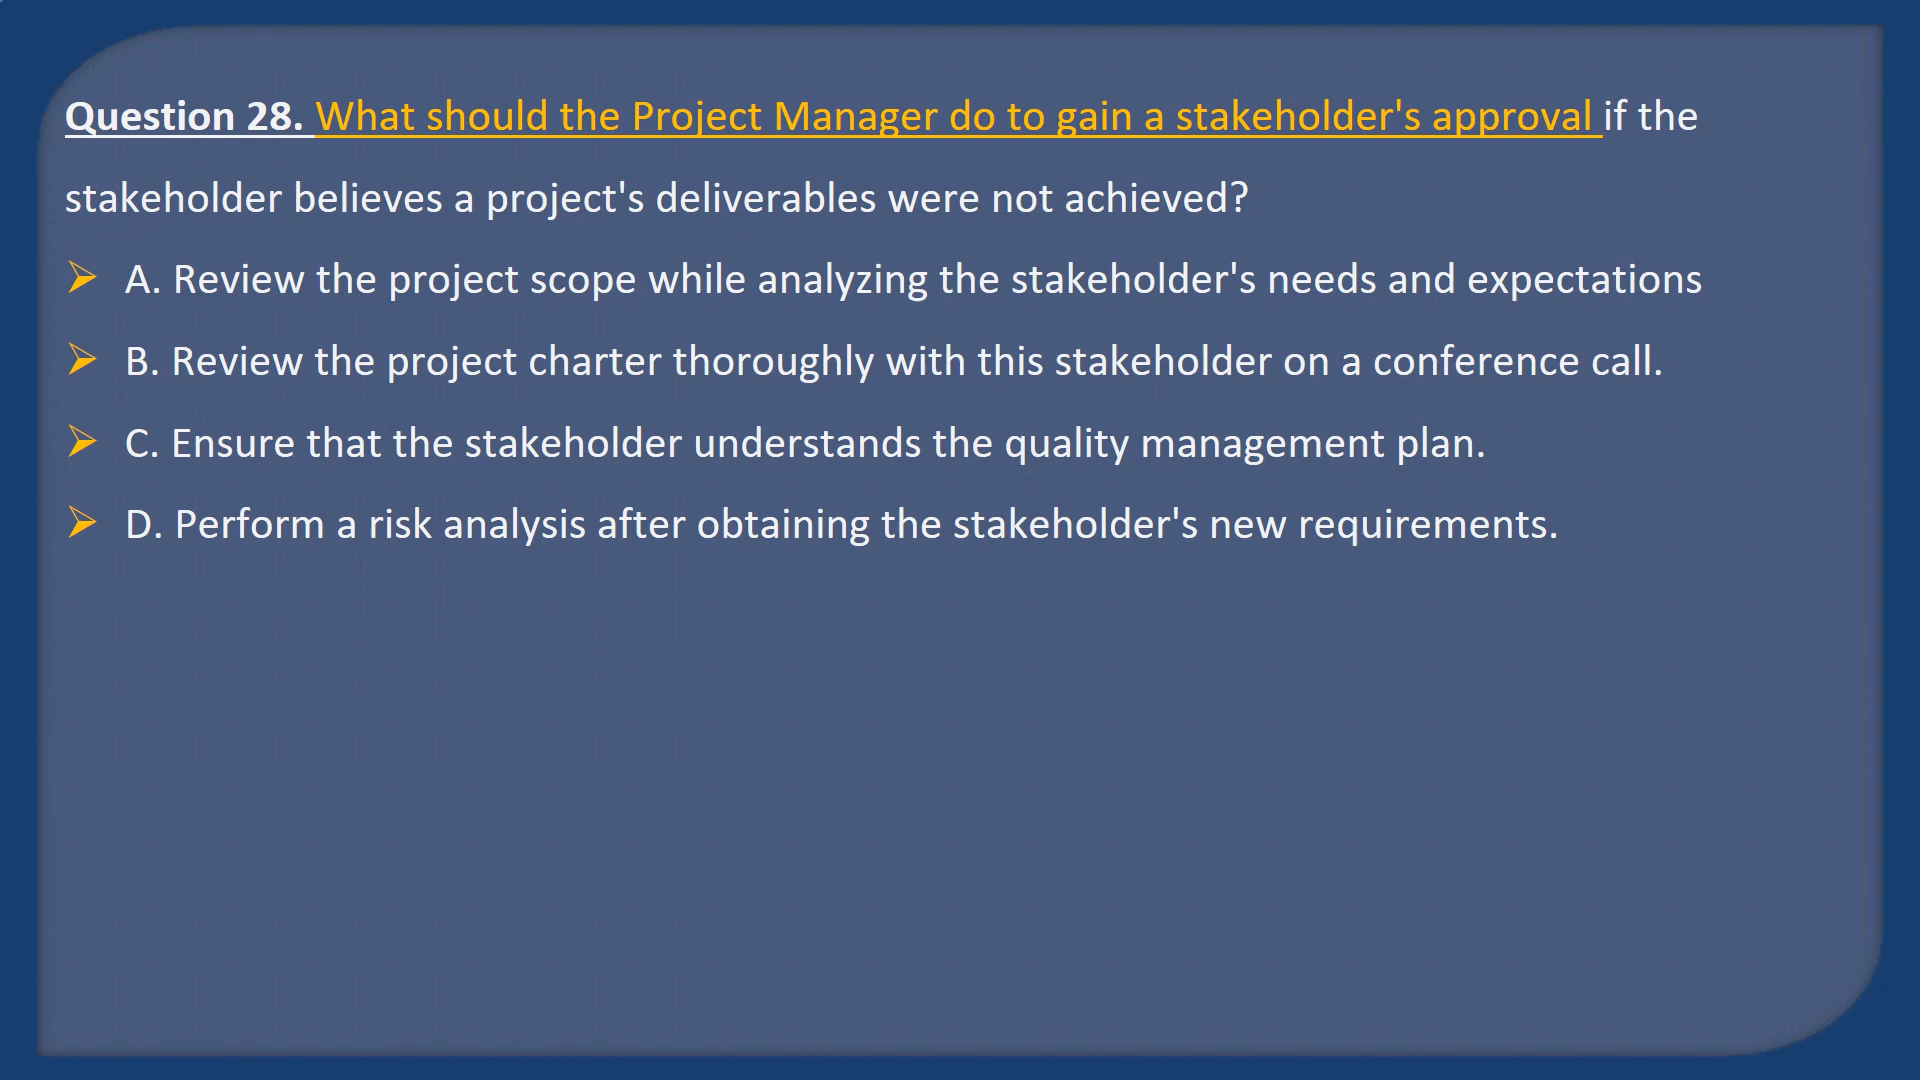 Question 28. What should the Project Manager do to gain a stakeholder's approval if the
stakeholder believes a project's deliverables were not achieved?
A. Review the project scope while analyzing the stakeholder's needs and expectations
B. Review the project charter thoroughly with this stakeholder on a conference call.
C. Ensure that the stakeholder understands the quality management plan.
D. Perform a risk analysis after obtaining the stakeholder's new requirements.